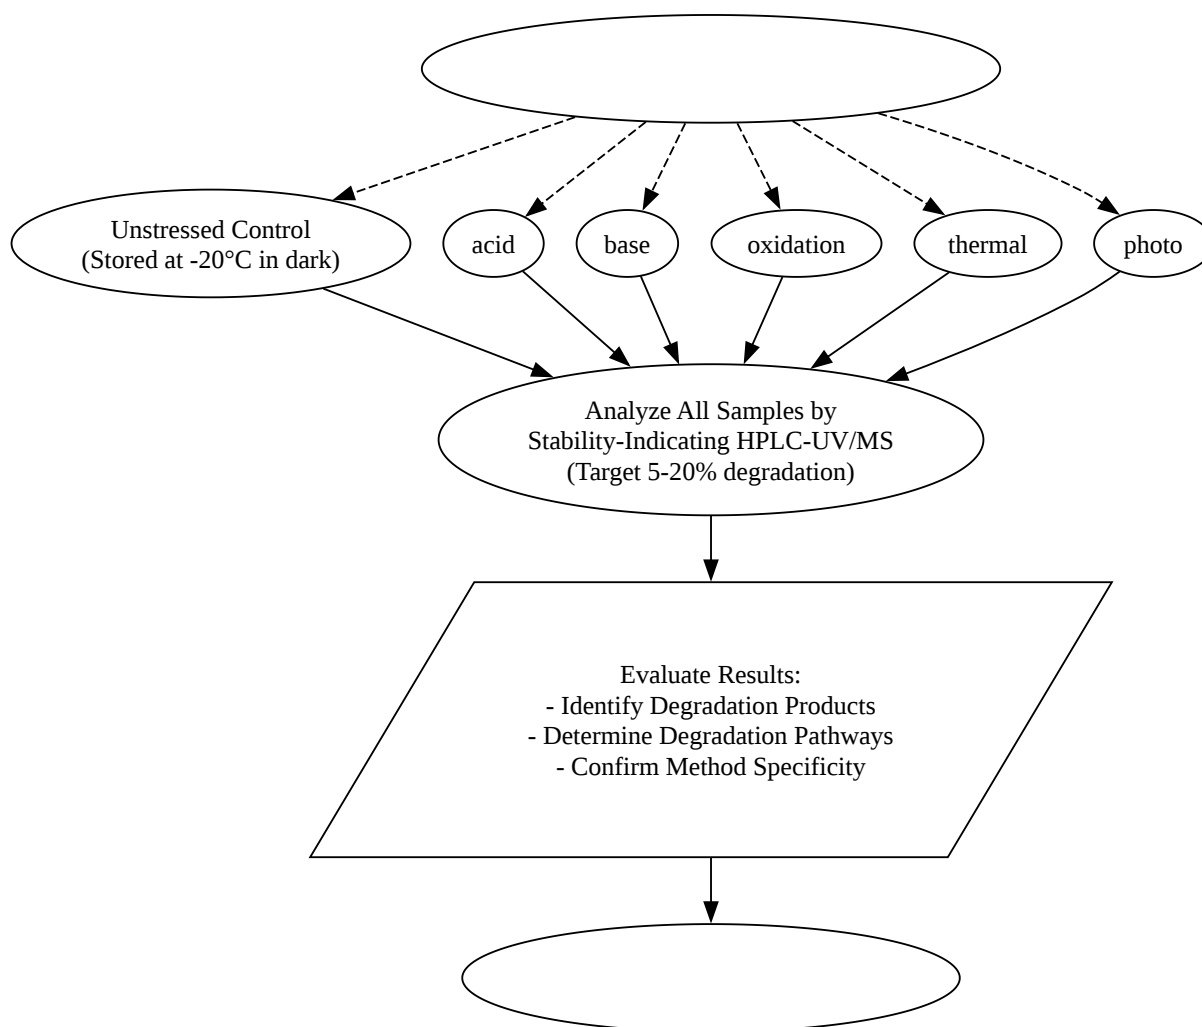 Unstressed Control
(Stored at -20°C in dark)
acid
base
oxidation
thermal
photo
Analyze All Samples by
Stability-Indicating HPLC-UV/MS
(Target 5-20% degradation)
Evaluate Results:
- Identify Degradation Products
- Determine Degradation Pathways
- Confirm Method Specificity